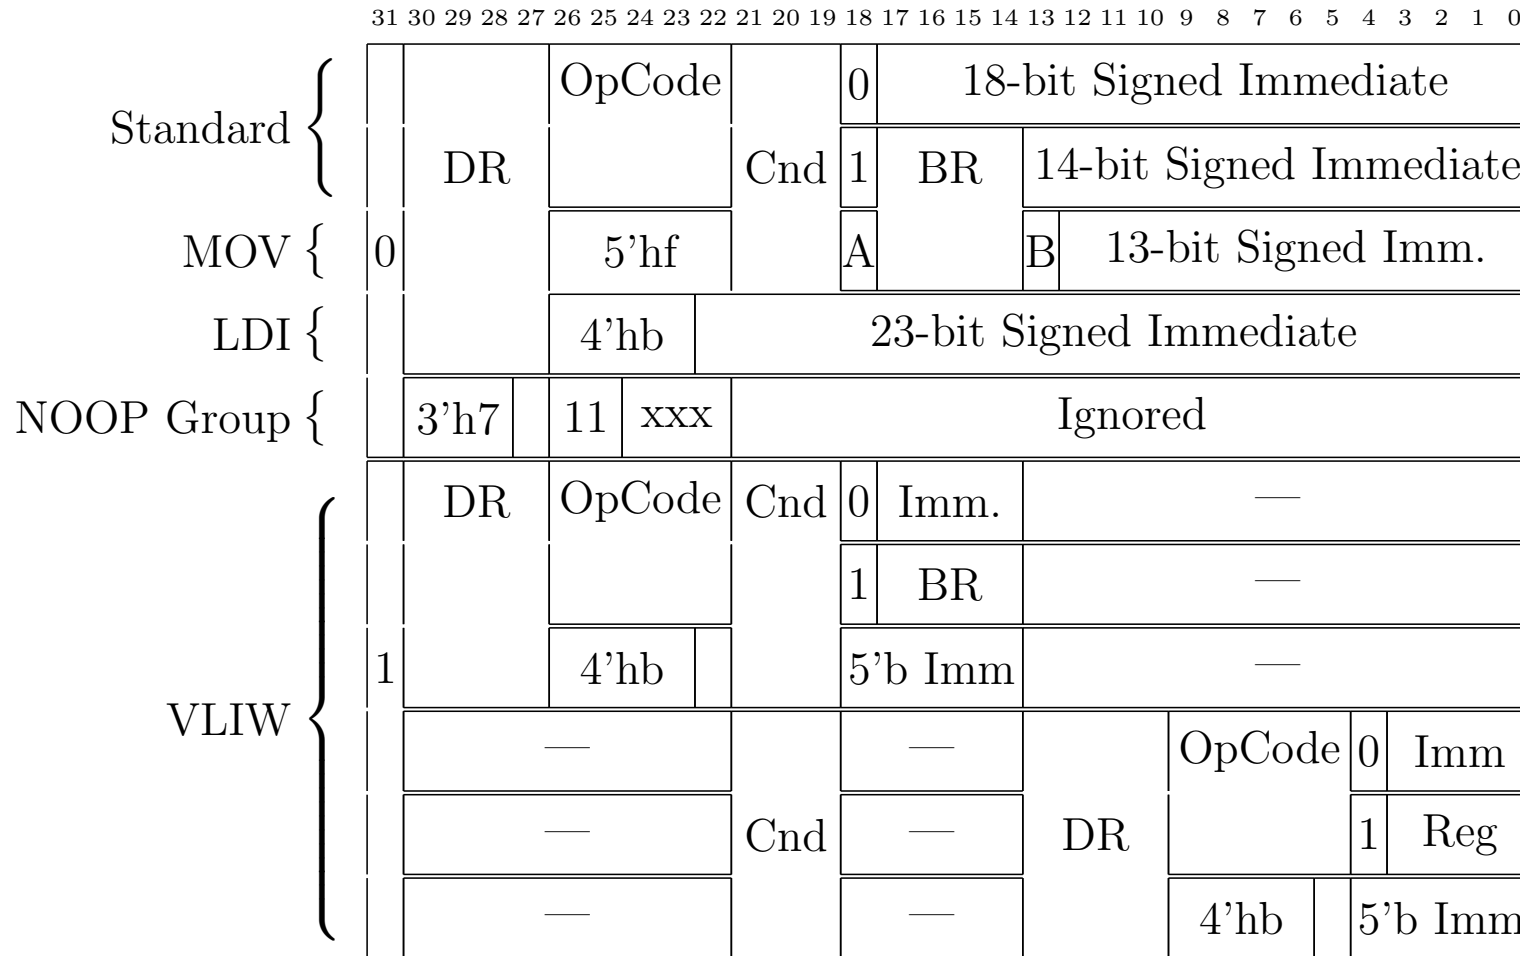 31 30 29 28 27 26 25 24 23 22 21 20 19 18 17 16 15 14 13 12 11 10 9 8 7 6 5 4 3 2 1 0
OpCode 0 18-bit Signed Immediate
Standard
DR Cnd 1 BR 14-bit Signed Immediate
MOV 0 5'hf A B 13-bit Signed Imm.
LDI 4'hb 23-bit Signed Immediate
NOOP Group 3'h7 11 xxx Ignored
DR OpCode Cnd 0 Imm. —
1 BR —
1 4'hb 5'b Imm —
VLIW
— — OpCode 0 Imm
— Cnd — DR 1 Reg
— — 4'hb 5'b Imm